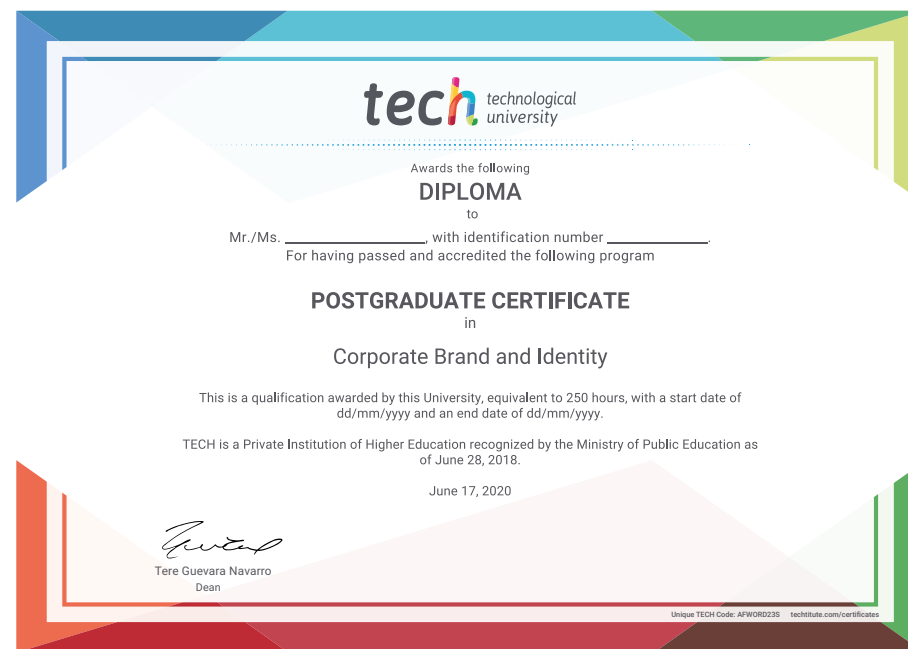 tech technological
university
Awards the following
DIPLOMA
to
Mr./Ms. ____________________, with identification number ______________.
For having passed and accredited the following program
POSTGRADUATE CERTIFICATE
in
Corporate Brand and Identity
This is a qualification awarded by this University, equivalent to 250 hours, with a start date of
dd/mm/yyyy and an end date of dd/mm/yyyy.
TECH is a Private Institution of Higher Education recognized by the Ministry of Public Education as
of June 28, 2018.
June 17, 2020
Tere Guevara Navarro
Dean
Unique TECH Code: AFWORD23S techtitute.com/certificates